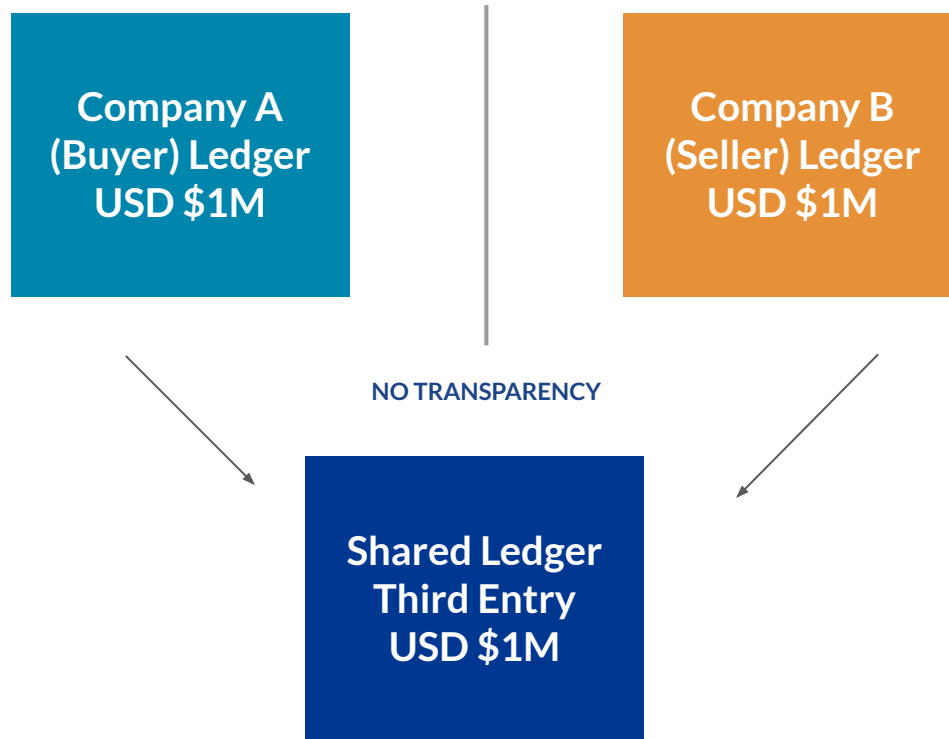 Company A
(Buyer) Ledger
USD $1M
Company B
(Seller) Ledger
USD $1M
NO TRANSPARENCY
Shared Ledger
Third Entry
USD $1M